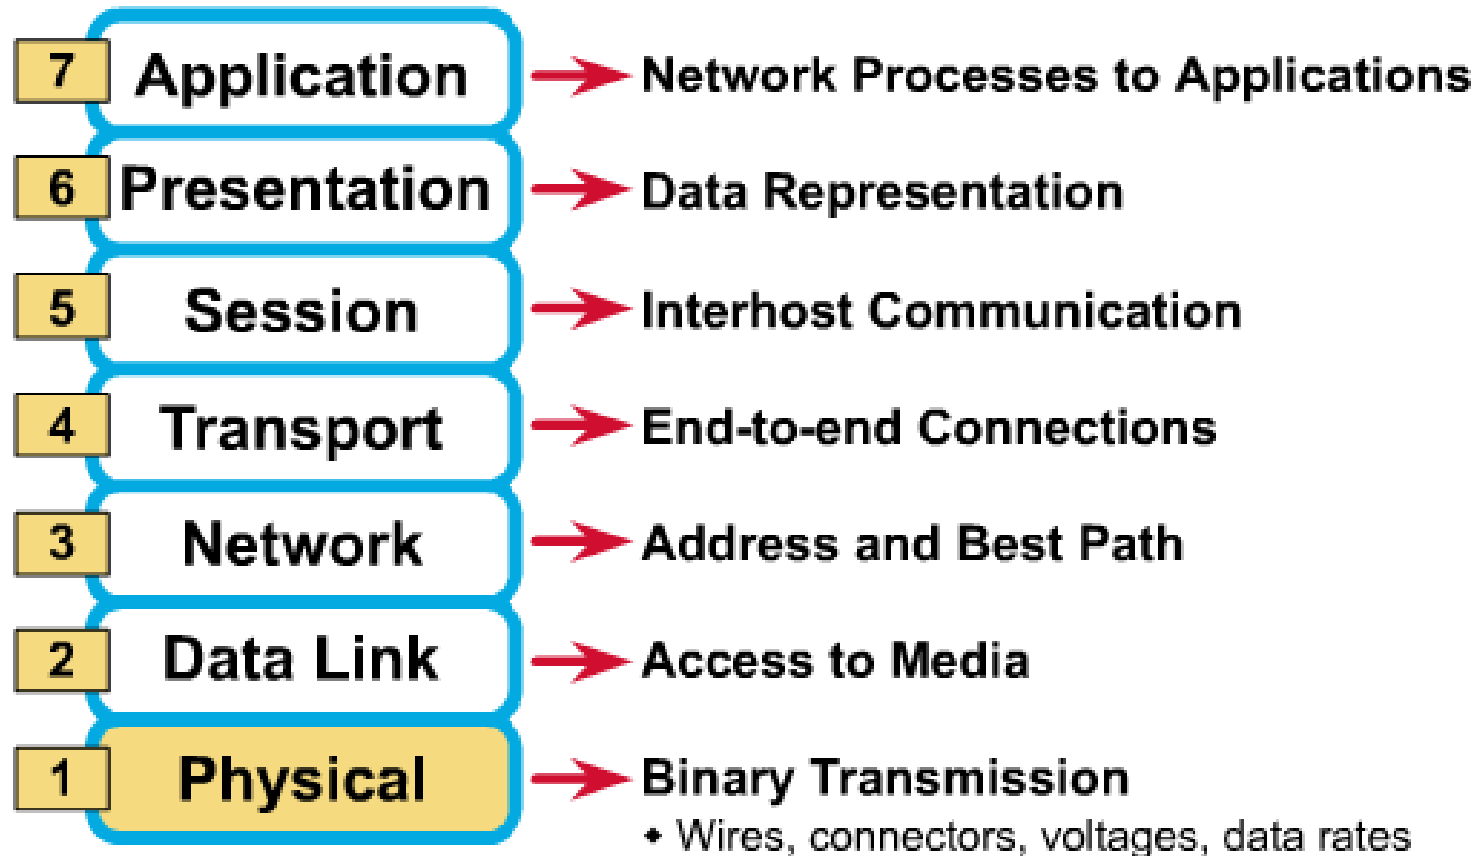 7 Application Network Processes to Applications
6 Presentation Data Representation
5 Session Interhost Communication
4 Transport End-to-end Connections
3 Network Address and Best Path
2 Data Link Access to Media
1 Physical Binary Transmission
• Wires, connectors, voltages, data rates